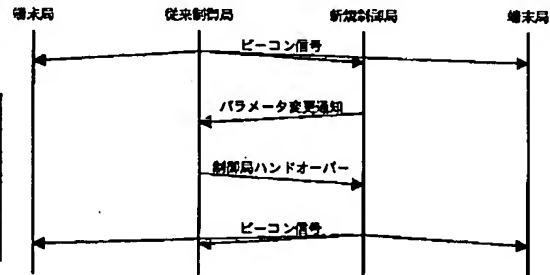 端末局 従来制御局 新規制御局 端末局
ビーコン信号
パラメータ変更通知
制御局ハンドオーバー
ビーコン信号